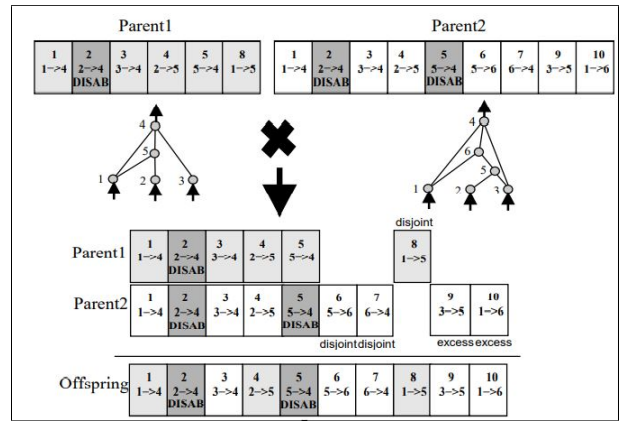 Parent1 Parent2
1 2 3 4 5 8
1->4 2->4 3->4 2->5 5->4 1->5
DISAB
1 2 3 4 5 6 7 9 10
1->4 2->4 3->4 2->5 5->4 5->6 6->4 3->5 1->6
DISAB DISAB
4
5
1 2 3
4
6
5
1 2 3
disjoint
Parent1
1 2 3 4 5 8
1->4 2->4 3->4 2->5 5->4 1->5
DISAB
Parent2
1 2 3 4 5 6 7 9 10
1->4 2->4 3->4 2->5 5->4 5->6 6->4 3->5 1->6
DISAB DISAB
disjoint disjoint excess excess
Offspring
1 2 3 4 5 6 7 8 9 10
1->4 2->4 3->4 2->5 5->4 5->6 6->4 1->5 3->5 1->6
DISAB DISAB